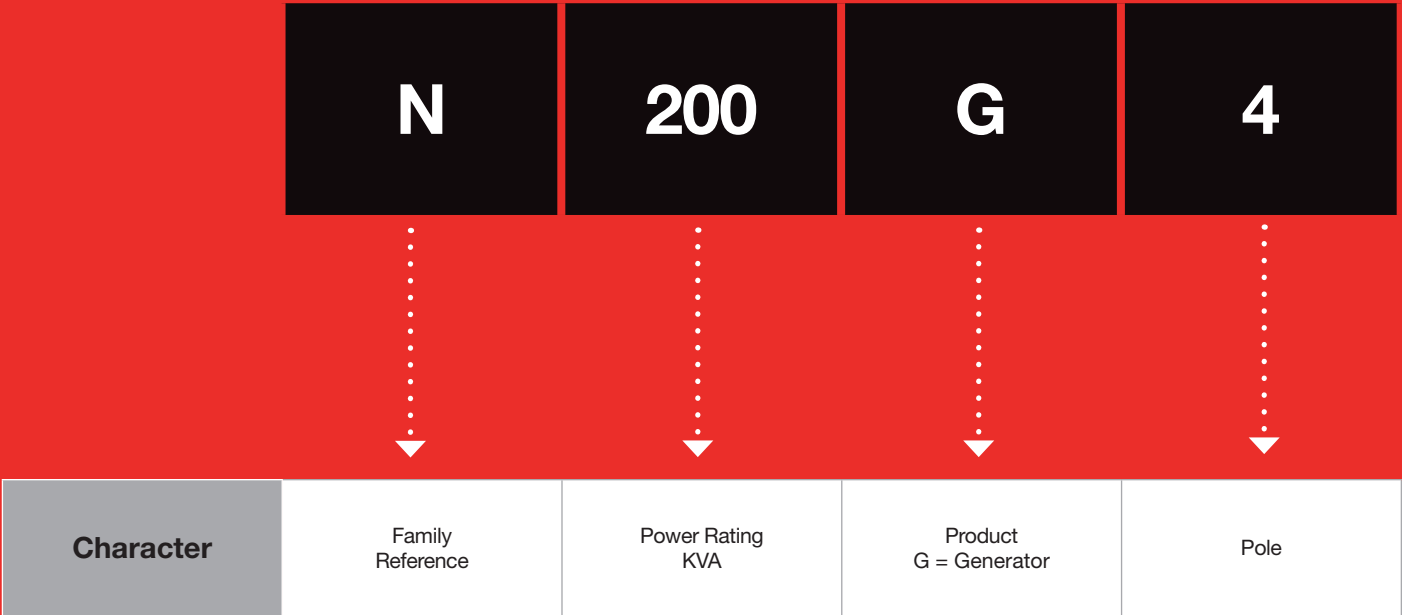 N 200 G 4
Character
Family
Reference
Power Rating
KVA
Product
G = Generator
Pole